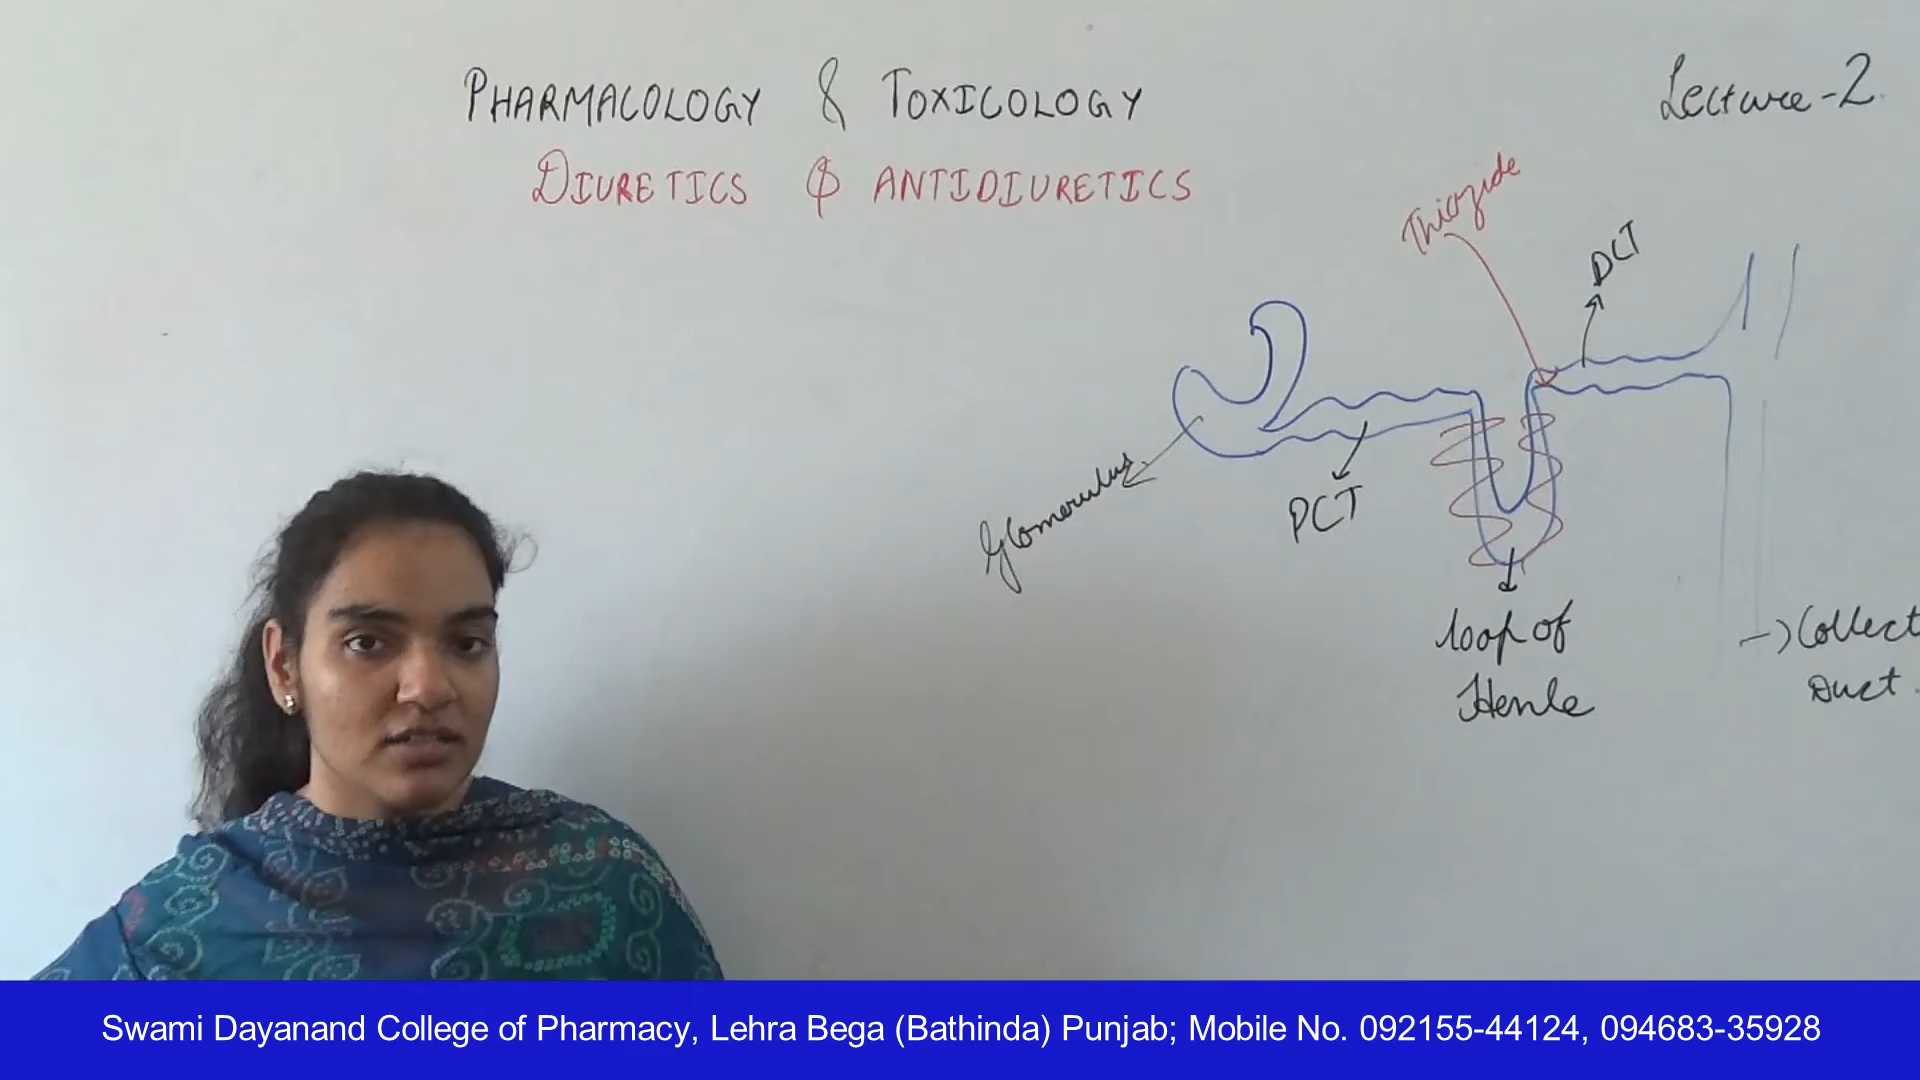 PHARMACOLOGY & TOXICOLOGY
Lecture-2
DIURETICS & ANTIDIURETICS
Thiazide
DCT
Glomerulus
PCT
loop of
Henle
→ Collect
Duct.
Swami Dayanand College of Pharmacy, Lehra Bega (Bathinda) Punjab; Mobile No. 092155-44124, 094683-35928